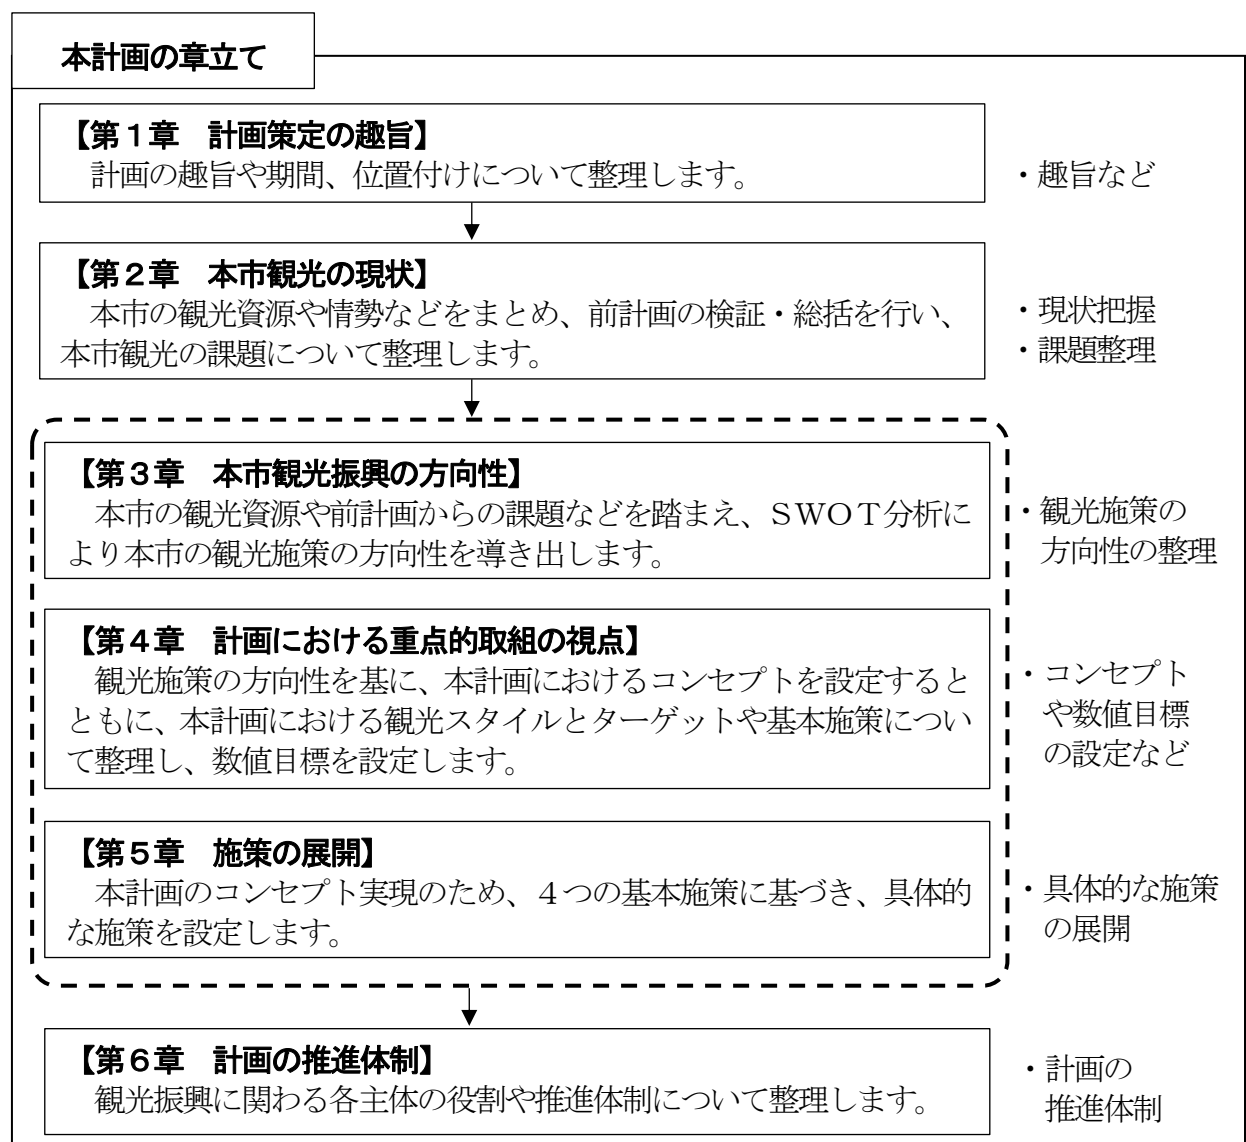 本計画の章立て
【第１章　計画策定の趣旨】
計画の趣旨や期間、位置付けについて整理します。
・趣旨など
【第２章　本市観光の現状】
本市の観光資源や情勢などをまとめ、前計画の検証・総括を行い、
本市観光の課題について整理します。
・現状把握
・課題整理
【第３章　本市観光振興の方向性】
本市の観光資源や前計画からの課題などを踏まえ、ＳＷＯＴ分析に
より本市の観光施策の方向性を導き出します。
・観光施策の
方向性の整理
【第４章　計画における重点的取組の視点】
観光施策の方向性を基に、本計画におけるコンセプトを設定すると
ともに、本計画における観光スタイルとターゲットや基本施策につい
て整理し、数値目標を設定します。
・コンセプト
や数値目標
の設定など
【第５章　施策の展開】
本計画のコンセプト実現のため、４つの基本施策に基づき、具体的
な施策を設定します。
・具体的な施策
の展開
【第６章　計画の推進体制】
観光振興に関わる各主体の役割や推進体制について整理します。
・計画の
推進体制